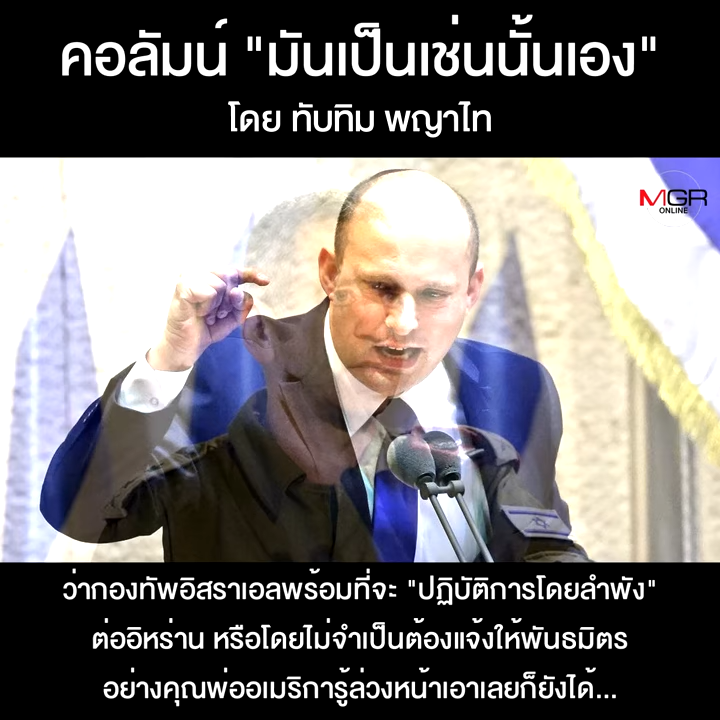 คอลัมน์ "มันเป็นเช่นนั้นเอง"
โดย ทับทิม พญาไท
MGR
ONLINE
ว่ากองทัพอิสราเอลพร้อมที่จะ "ปฏิบัติการโดยลำพัง"
ต่ออิหร่าน หรือโดยไม่จำเป็นต้องแจ้งให้พันธมิตร
อย่างคุณพ่ออเมริการู้ล่วงหน้าเอาเลยก็ยังได้...